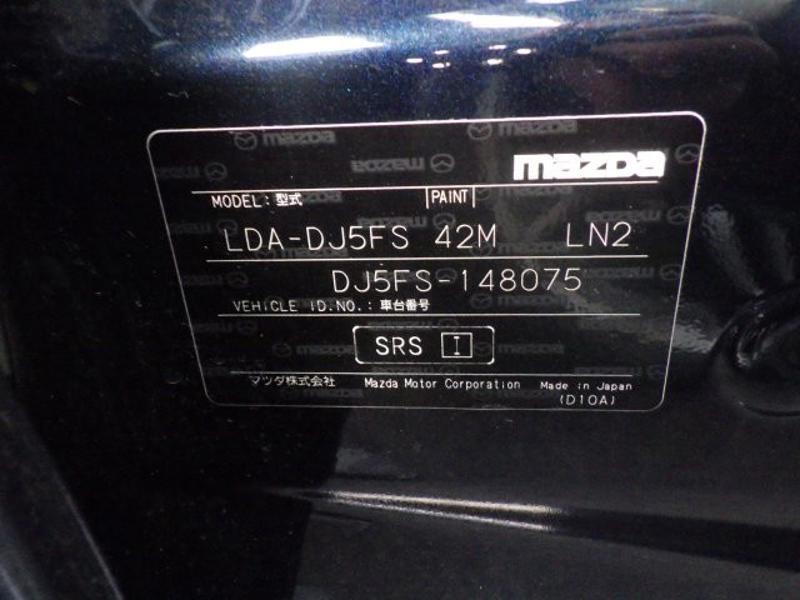 mazda
MODEL: 型式 PAINT
LDA-DJ5FS 42M LN2
DJ5FS-148075
VEHICLE ID.NO.: 車台番号
SRS I
マツダ株式会社 Mazda Motor Corporation Made in Japan
(D10A)